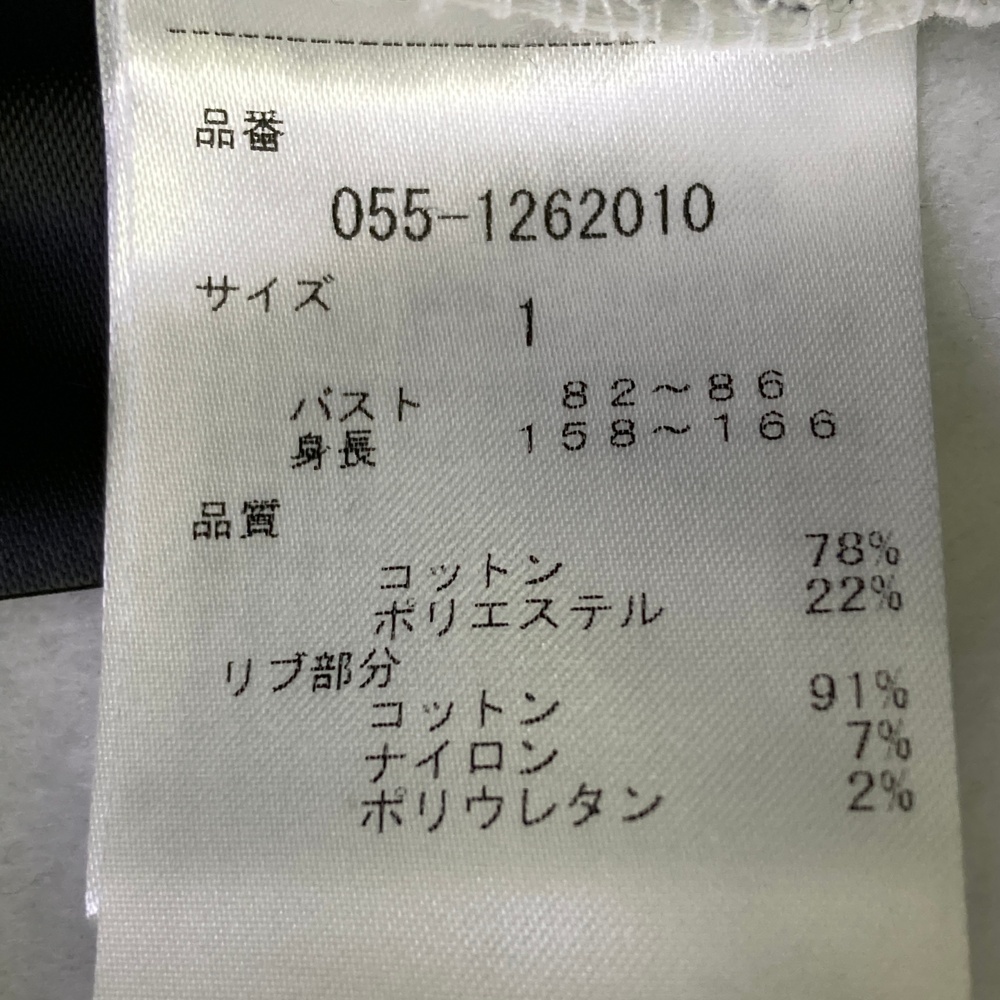 品番
055-1262010
サイズ 1
バスト 82～86
身長 158～166
品質
コットン 78%
ポリエステル 22%
リブ部分
コットン 91%
ナイロン 7%
ポリウレタン 2%